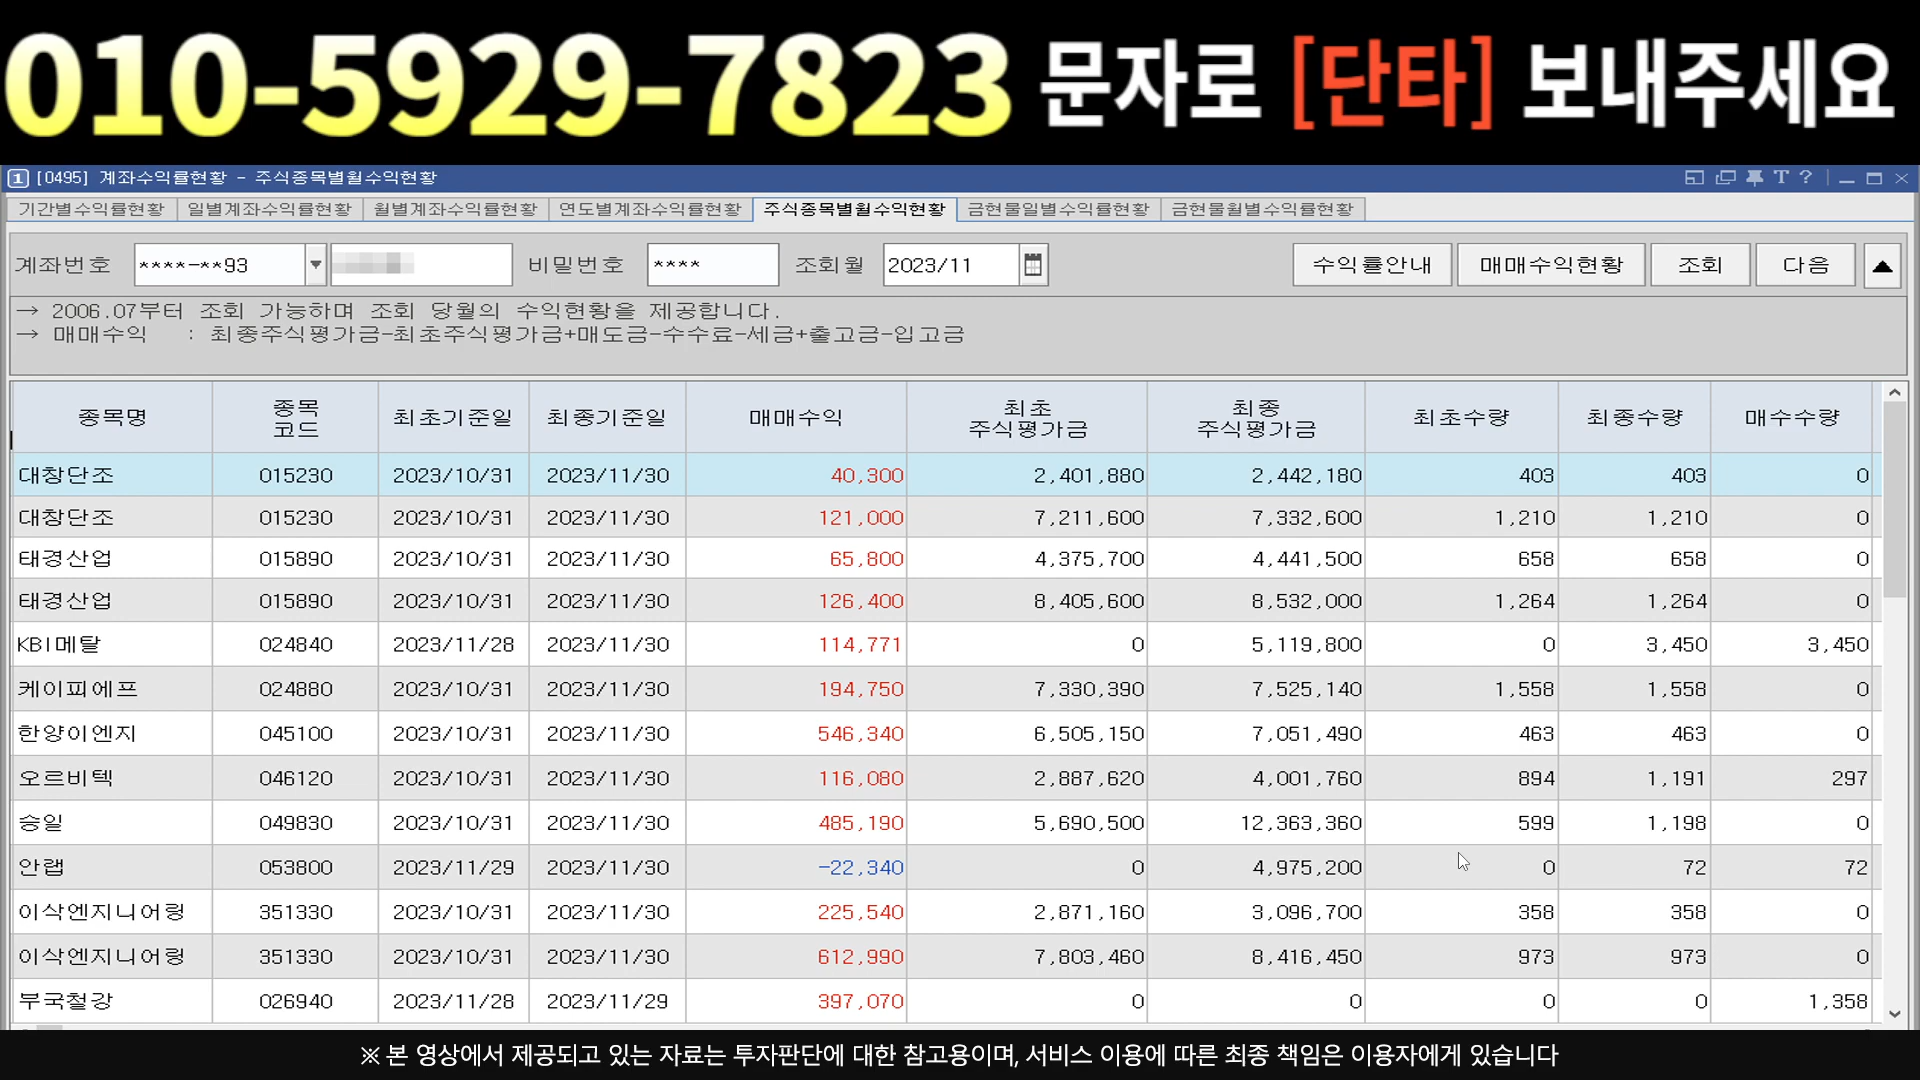 010-5929-7823 문자로 [단타] 보내주세요
1 [0495] 계좌수익률현황 - 주식종목별월수익현황
기간별수익률현황 일별계좌수익률현황 월별계좌수익률현황 연도별계좌수익률현황 주식종목별월수익현황 금현물일별수익률현황 금현물월별수익률현황
계좌번호 ****-**93 비밀번호 **** 조회월 2023/11 수익률안내 매매수익현황 조회 다음
→ 2006.07부터 조회 가능하며 조회 당월의 수익현황을 제공합니다.
→ 매매수익 : 최종주식평가금-최초주식평가금+매도금-수수료-세금+출고금-입고금
종목명 종목코드 최초기준일 최종기준일 매매수익 최초주식평가금 최종주식평가금 최초수량 최종수량 매수수량
대창단조 015230 2023/10/31 2023/11/30 40,300 2,401,880 2,442,180 403 403 0
대창단조 015230 2023/10/31 2023/11/30 121,000 7,211,600 7,332,600 1,210 1,210 0
태경산업 015890 2023/10/31 2023/11/30 65,800 4,375,700 4,441,500 658 658 0
태경산업 015890 2023/10/31 2023/11/30 126,400 8,405,600 8,532,000 1,264 1,264 0
KBI메탈 024840 2023/11/28 2023/11/30 114,771 0 5,119,800 0 3,450 3,450
케이피에프 024880 2023/10/31 2023/11/30 194,750 7,330,390 7,525,140 1,558 1,558 0
한양이엔지 045100 2023/10/31 2023/11/30 546,340 6,505,150 7,051,490 463 463 0
오르비텍 046120 2023/10/31 2023/11/30 116,080 2,887,620 4,001,760 894 1,191 297
승일 049830 2023/10/31 2023/11/30 485,190 5,690,500 12,363,360 599 1,198 0
안랩 053800 2023/11/29 2023/11/30 -22,340 0 4,975,200 0 72 72
이삭엔지니어링 351330 2023/10/31 2023/11/30 225,540 2,871,160 3,096,700 358 358 0
이삭엔지니어링 351330 2023/10/31 2023/11/30 612,990 7,803,460 8,416,450 973 973 0
부국철강 026940 2023/11/28 2023/11/29 397,070 0 0 0 0 1,358
※ 본 영상에서 제공되고 있는 자료는 투자판단에 대한 참고용이며, 서비스 이용에 따른 최종 책임은 이용자에게 있습니다